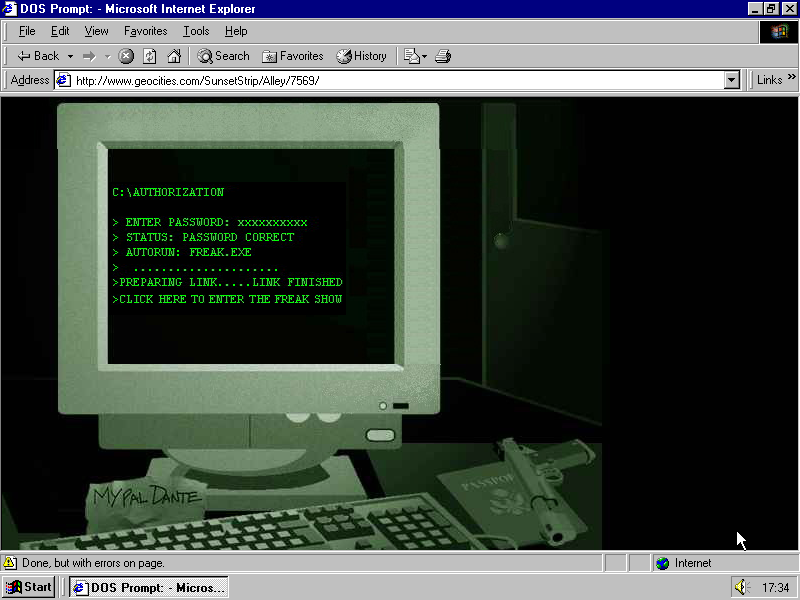 DOS Prompt: - Microsoft Internet Explorer
File Edit View Favorites Tools Help
Back Search Favorites History
Address http://www.geocities.com/SunsetStrip/Alley/7569/ Links »
C:\AUTHORIZATION
> ENTER PASSWORD: xxxxxxxxxx
> STATUS: PASSWORD CORRECT
> AUTORUN: FREAK.EXE
> .....................
>PREPARING LINK.....LINK FINISHED
>CLICK HERE TO ENTER THE FREAK SHOW
MY PAL DANTE
PASSPORT
Done, but with errors on page. Internet
Start DOS Prompt: - Micros... 17:34